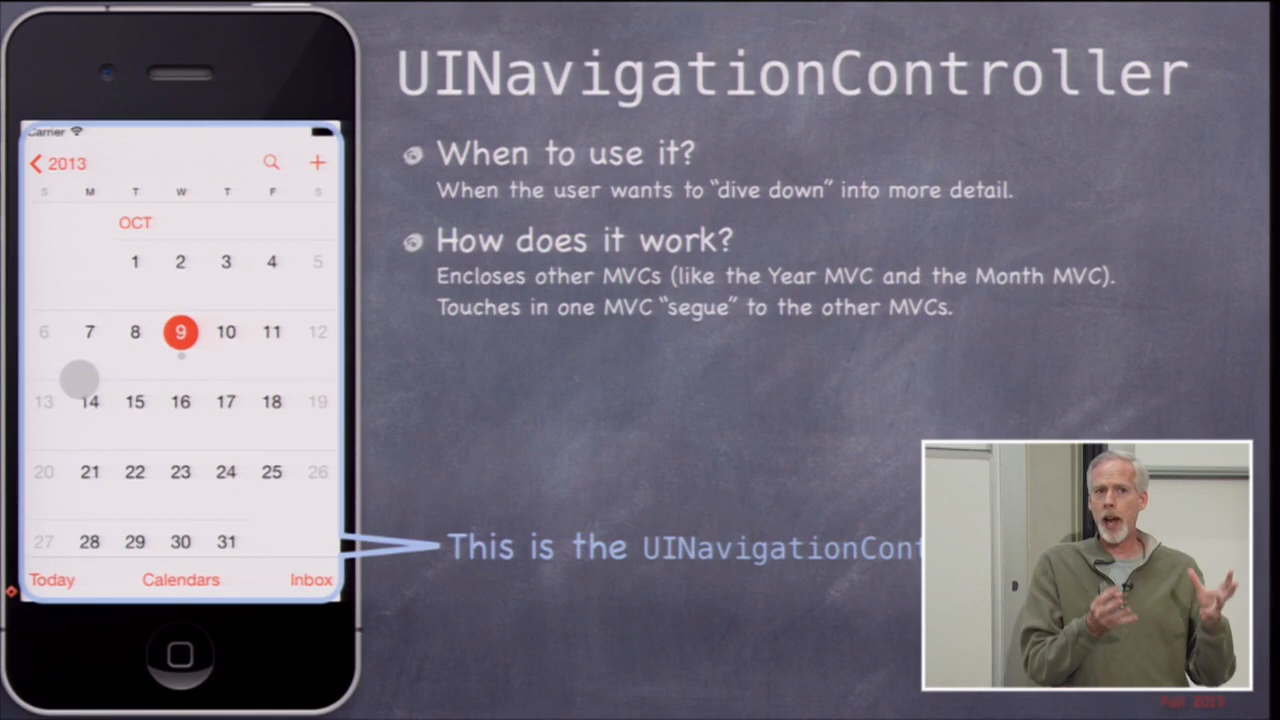 UINavigationController
When to use it?
When the user wants to “dive down” into more detail.
How does it work?
Encloses other MVCs (like the Year MVC and the Month MVC).
Touches in one MVC “segue” to the other MVCs.
This is the UINavigationCont
Carrier
2013
S M T W T F S
OCT
1 2 3 4 5
6 7 8 9 10 11 12
13 14 15 16 17 18 19
20 21 22 23 24 25 26
27 28 29 30 31
Today Calendars Inbox
Fall 2013